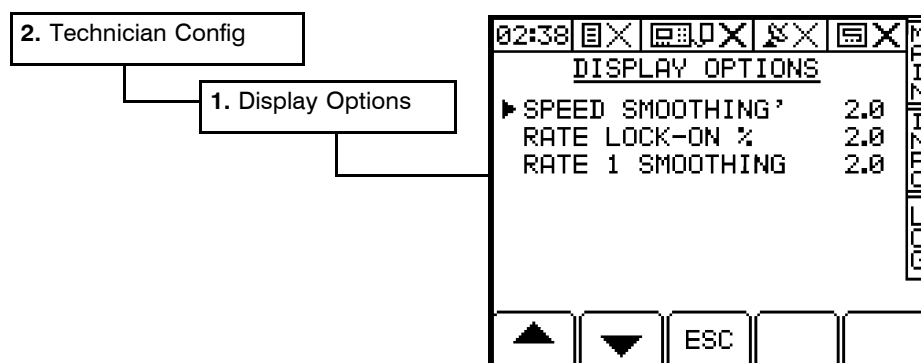 2. Technician Config
1. Display Options
02:38
DISPLAY OPTIONS
SPEED SMOOTHING' 2.0
RATE LOCK-ON % 2.0
RATE 1 SMOOTHING 2.0
ESC